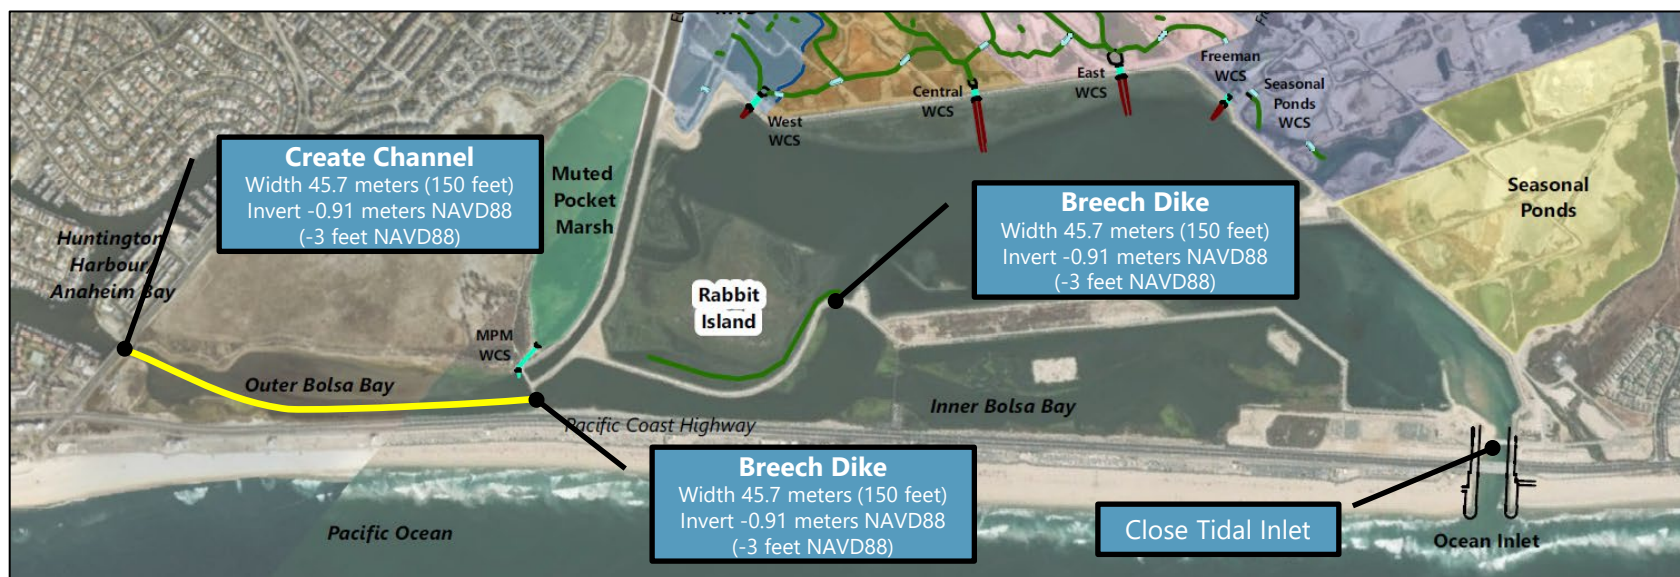 West
WCS
Central
WCS
East
WCS
Freeman
WCS
Seasonal
Ponds
WCS
Create Channel
Width 45.7 meters (150 feet)
Invert -0.91 meters NAVD88
(-3 feet NAVD88)
Muted
Pocket
Marsh
Breech Dike
Width 45.7 meters (150 feet)
Invert -0.91 meters NAVD88
(-3 feet NAVD88)
Seasonal
Ponds
Huntington
Harbour/
Anaheim Bay
Rabbit
Island
MPM
WCS
Outer Bolsa Bay
Inner Bolsa Bay
Pacific Coast Highway
Breech Dike
Width 45.7 meters (150 feet)
Invert -0.91 meters NAVD88
(-3 feet NAVD88)
Close Tidal Inlet
Pacific Ocean
Ocean Inlet